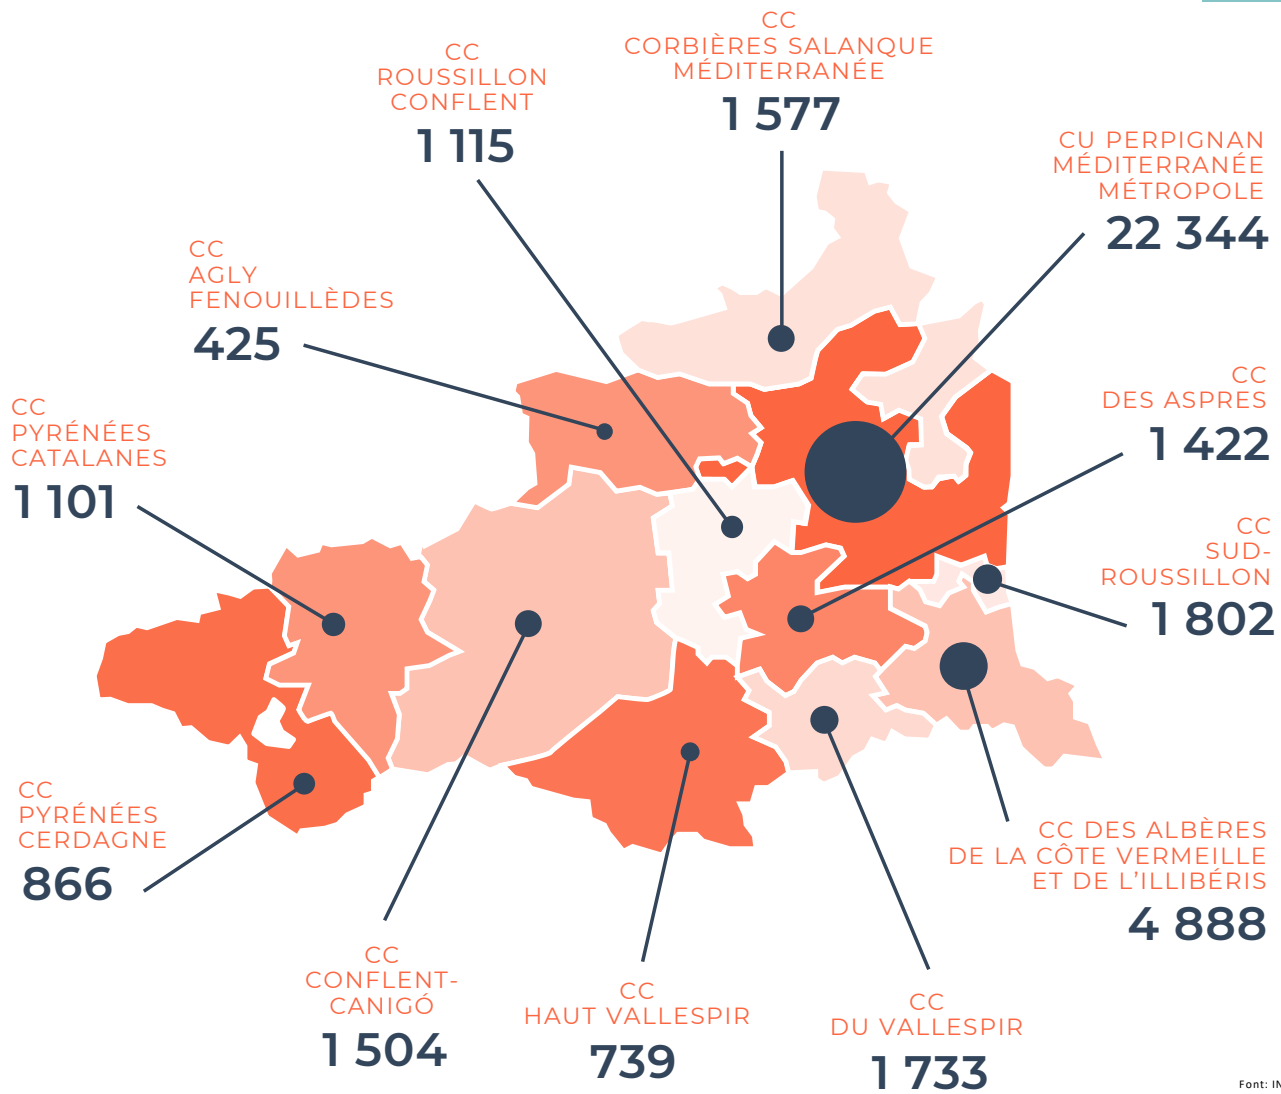 CC
CORBIÈRES SALANQUE
MÉDITERRANÉE
1 577
CC
ROUSSILLON
CONFLENT
1 115
CU PERPIGNAN
MÉDITERRANÉE
MÉTROPOLE
22 344
CC
AGLY
FENOUILLÈDES
425
CC
DES ASPRES
1 422
CC
PYRÉNÉES
CATALANES
1 101
CC
SUD-
ROUSSILLON
1 802
CC
PYRÉNÉES
CERDAGNE
866
CC DES ALBÈRES
DE LA CÔTE VERMEILLE
ET DE L'ILLIBÉRIS
4 888
CC
CONFLENT-
CANIGÓ
1 504
CC
HAUT VALLESPIR
739
CC
DU VALLESPIR
1 733
Font: